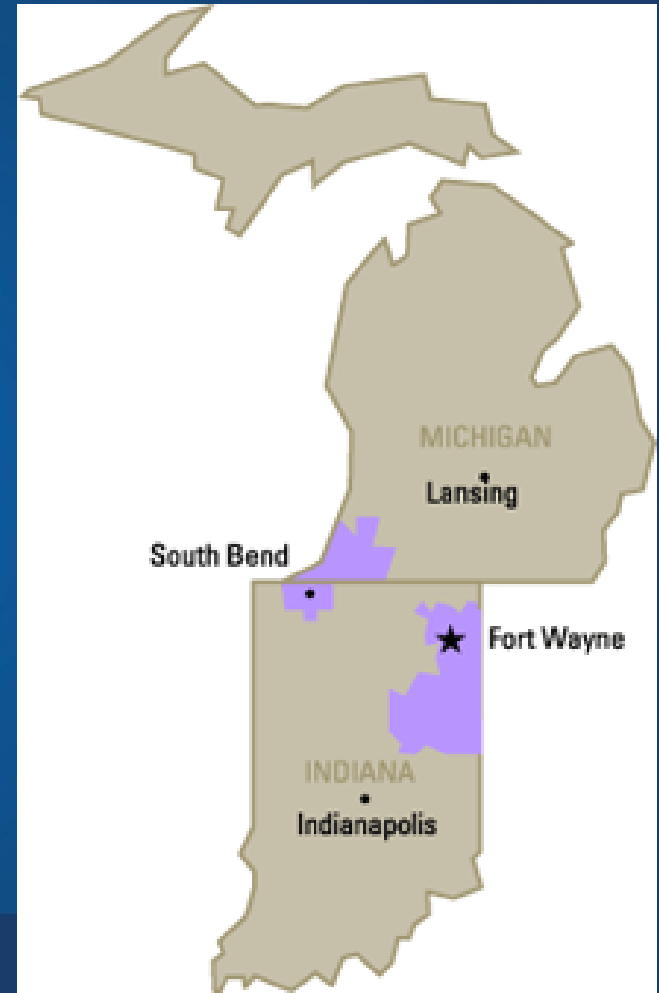 MICHIGAN
Lansing
South Bend
Fort Wayne
INDIANA
Indianapolis